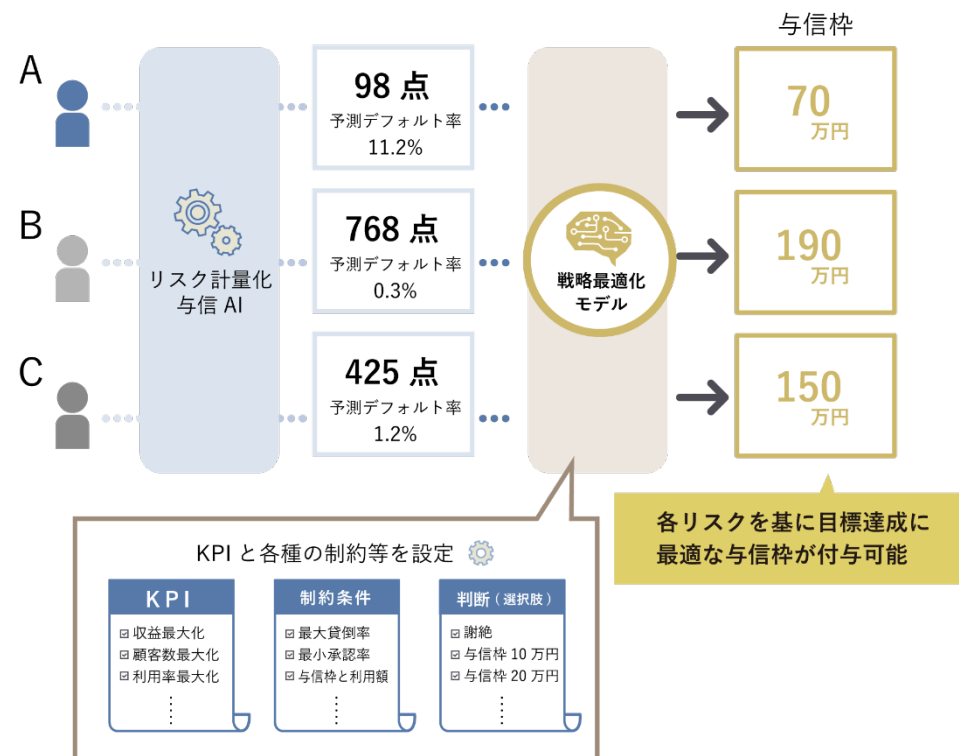 与信枠
A
98 点
予測デフォルト率
11.2%
70
万円
B
768 点
予測デフォルト率
0.3%
190
万円
リスク計量化
与信 AI
戦略最適化
モデル
C
425 点
予測デフォルト率
1.2%
150
万円
各リスクを基に目標達成に
最適な与信枠が付与可能
KPI と各種の制約等を設定
KPI
収益最大化
顧客数最大化
利用率最大化
制約条件
最大貸倒率
最小承認率
与信枠と利用額
判断（選択肢）
謝絶
与信枠 10 万円
与信枠 20 万円